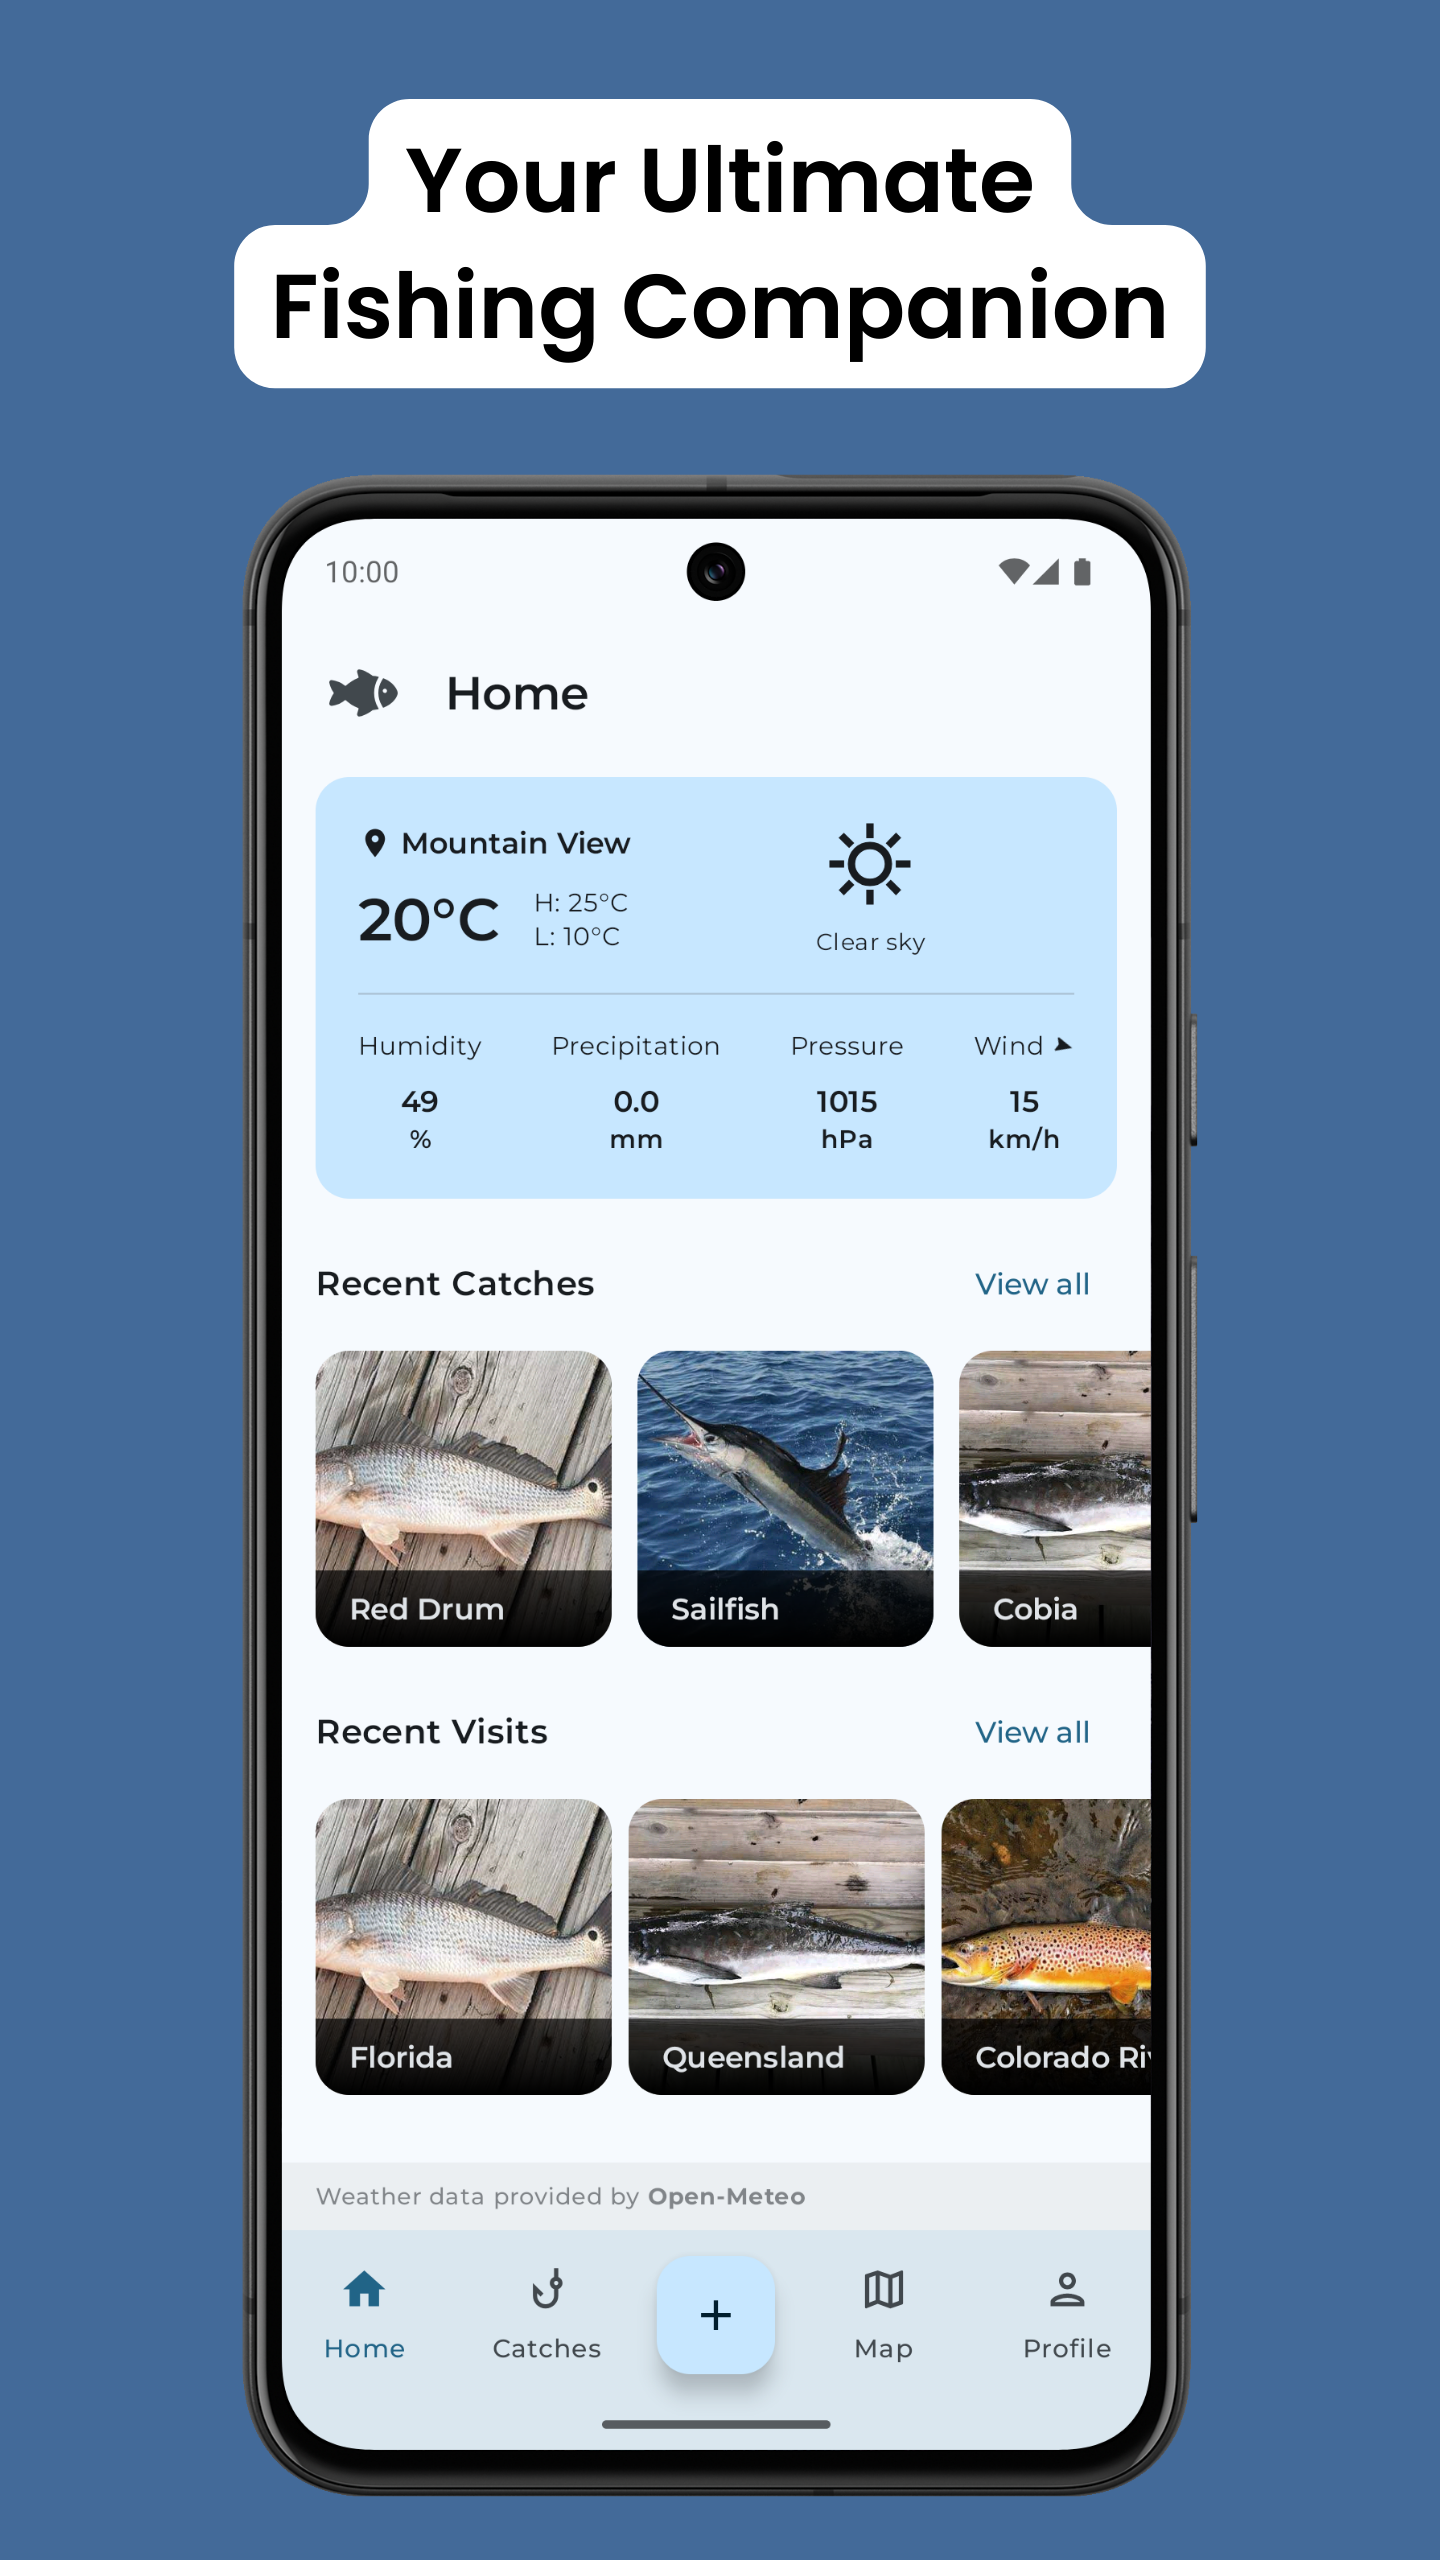 Your Ultimate
Fishing Companion
10:00
Home
Mountain View
20°C
H: 25°C
L: 10°C
Clear sky
Humidity Precipitation Pressure Wind
49 0.0 1015 15
% mm hPa km/h
Recent Catches View all
Red Drum Sailfish Cobia
Recent Visits View all
Florida Queensland Colorado Riv
Weather data provided by Open-Meteo
Home Catches + Map Profile